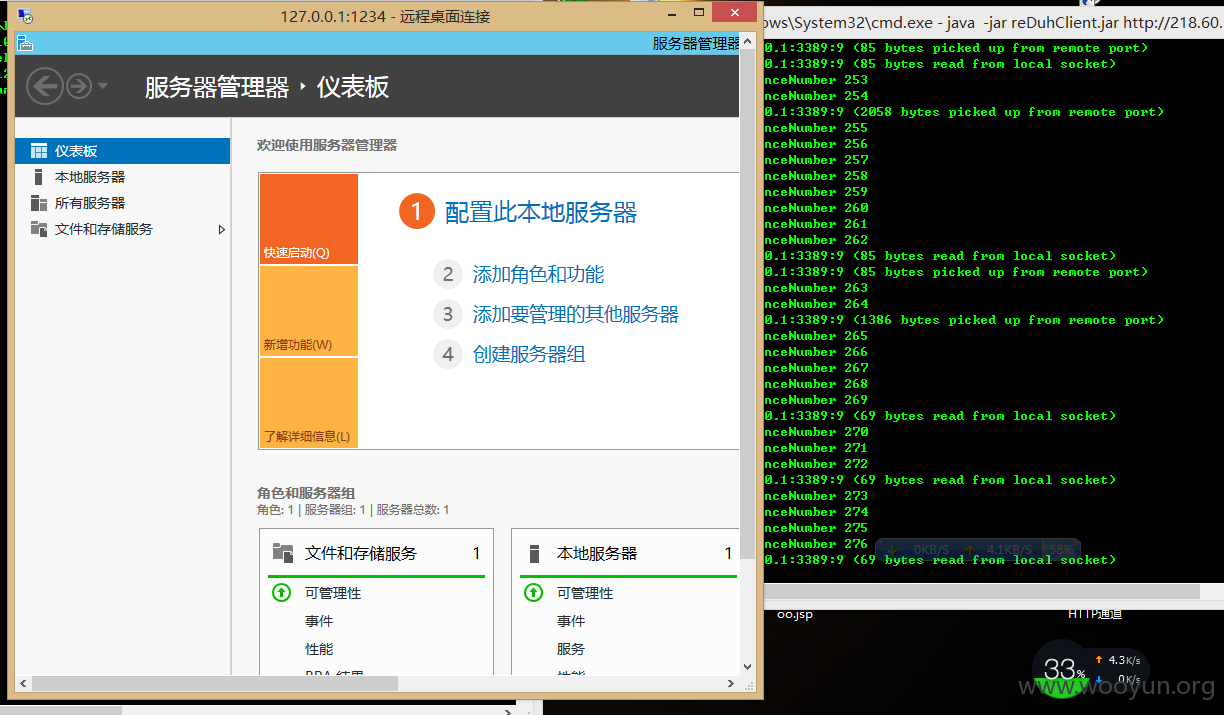 127.0.0.1:1234 - 远程桌面连接
服务器管理器
服务器管理器 · 仪表板
仪表板
本地服务器
所有服务器
文件和存储服务
欢迎使用服务器管理器
快速启动(Q)
新增功能(W)
了解详细信息(L)
1 配置此本地服务器
2 添加角色和功能
3 添加要管理的其他服务器
4 创建服务器组
角色和服务器组
角色: 1 | 服务器组: 1 | 服务器总数: 1
文件和存储服务 1
可管理性
事件
性能
本地服务器 1
可管理性
事件
服务
ows\System32\cmd.exe - java -jar reDuhClient.jar http://218.60.
0.1:3389:9 (85 bytes picked up from remote port)
0.1:3389:9 (85 bytes read from local socket)
nceNumber 253
nceNumber 254
0.1:3389:9 (2058 bytes picked up from remote port)
nceNumber 255
nceNumber 256
nceNumber 257
nceNumber 258
nceNumber 259
nceNumber 260
nceNumber 261
nceNumber 262
0.1:3389:9 (85 bytes read from local socket)
0.1:3389:9 (85 bytes picked up from remote port)
nceNumber 263
nceNumber 264
0.1:3389:9 (1386 bytes picked up from remote port)
nceNumber 265
nceNumber 266
nceNumber 267
nceNumber 268
nceNumber 269
0.1:3389:9 (69 bytes read from local socket)
nceNumber 270
nceNumber 271
nceNumber 272
0.1:3389:9 (69 bytes read from local socket)
nceNumber 273
nceNumber 274
nceNumber 275
nceNumber 276
0KB/S 4.1KB/S 58%
0.1:3389:9 (69 bytes read from local socket)
oo.jsp
HTTP通道
33%
4.3K/s
0K/s
www.wooyun.org